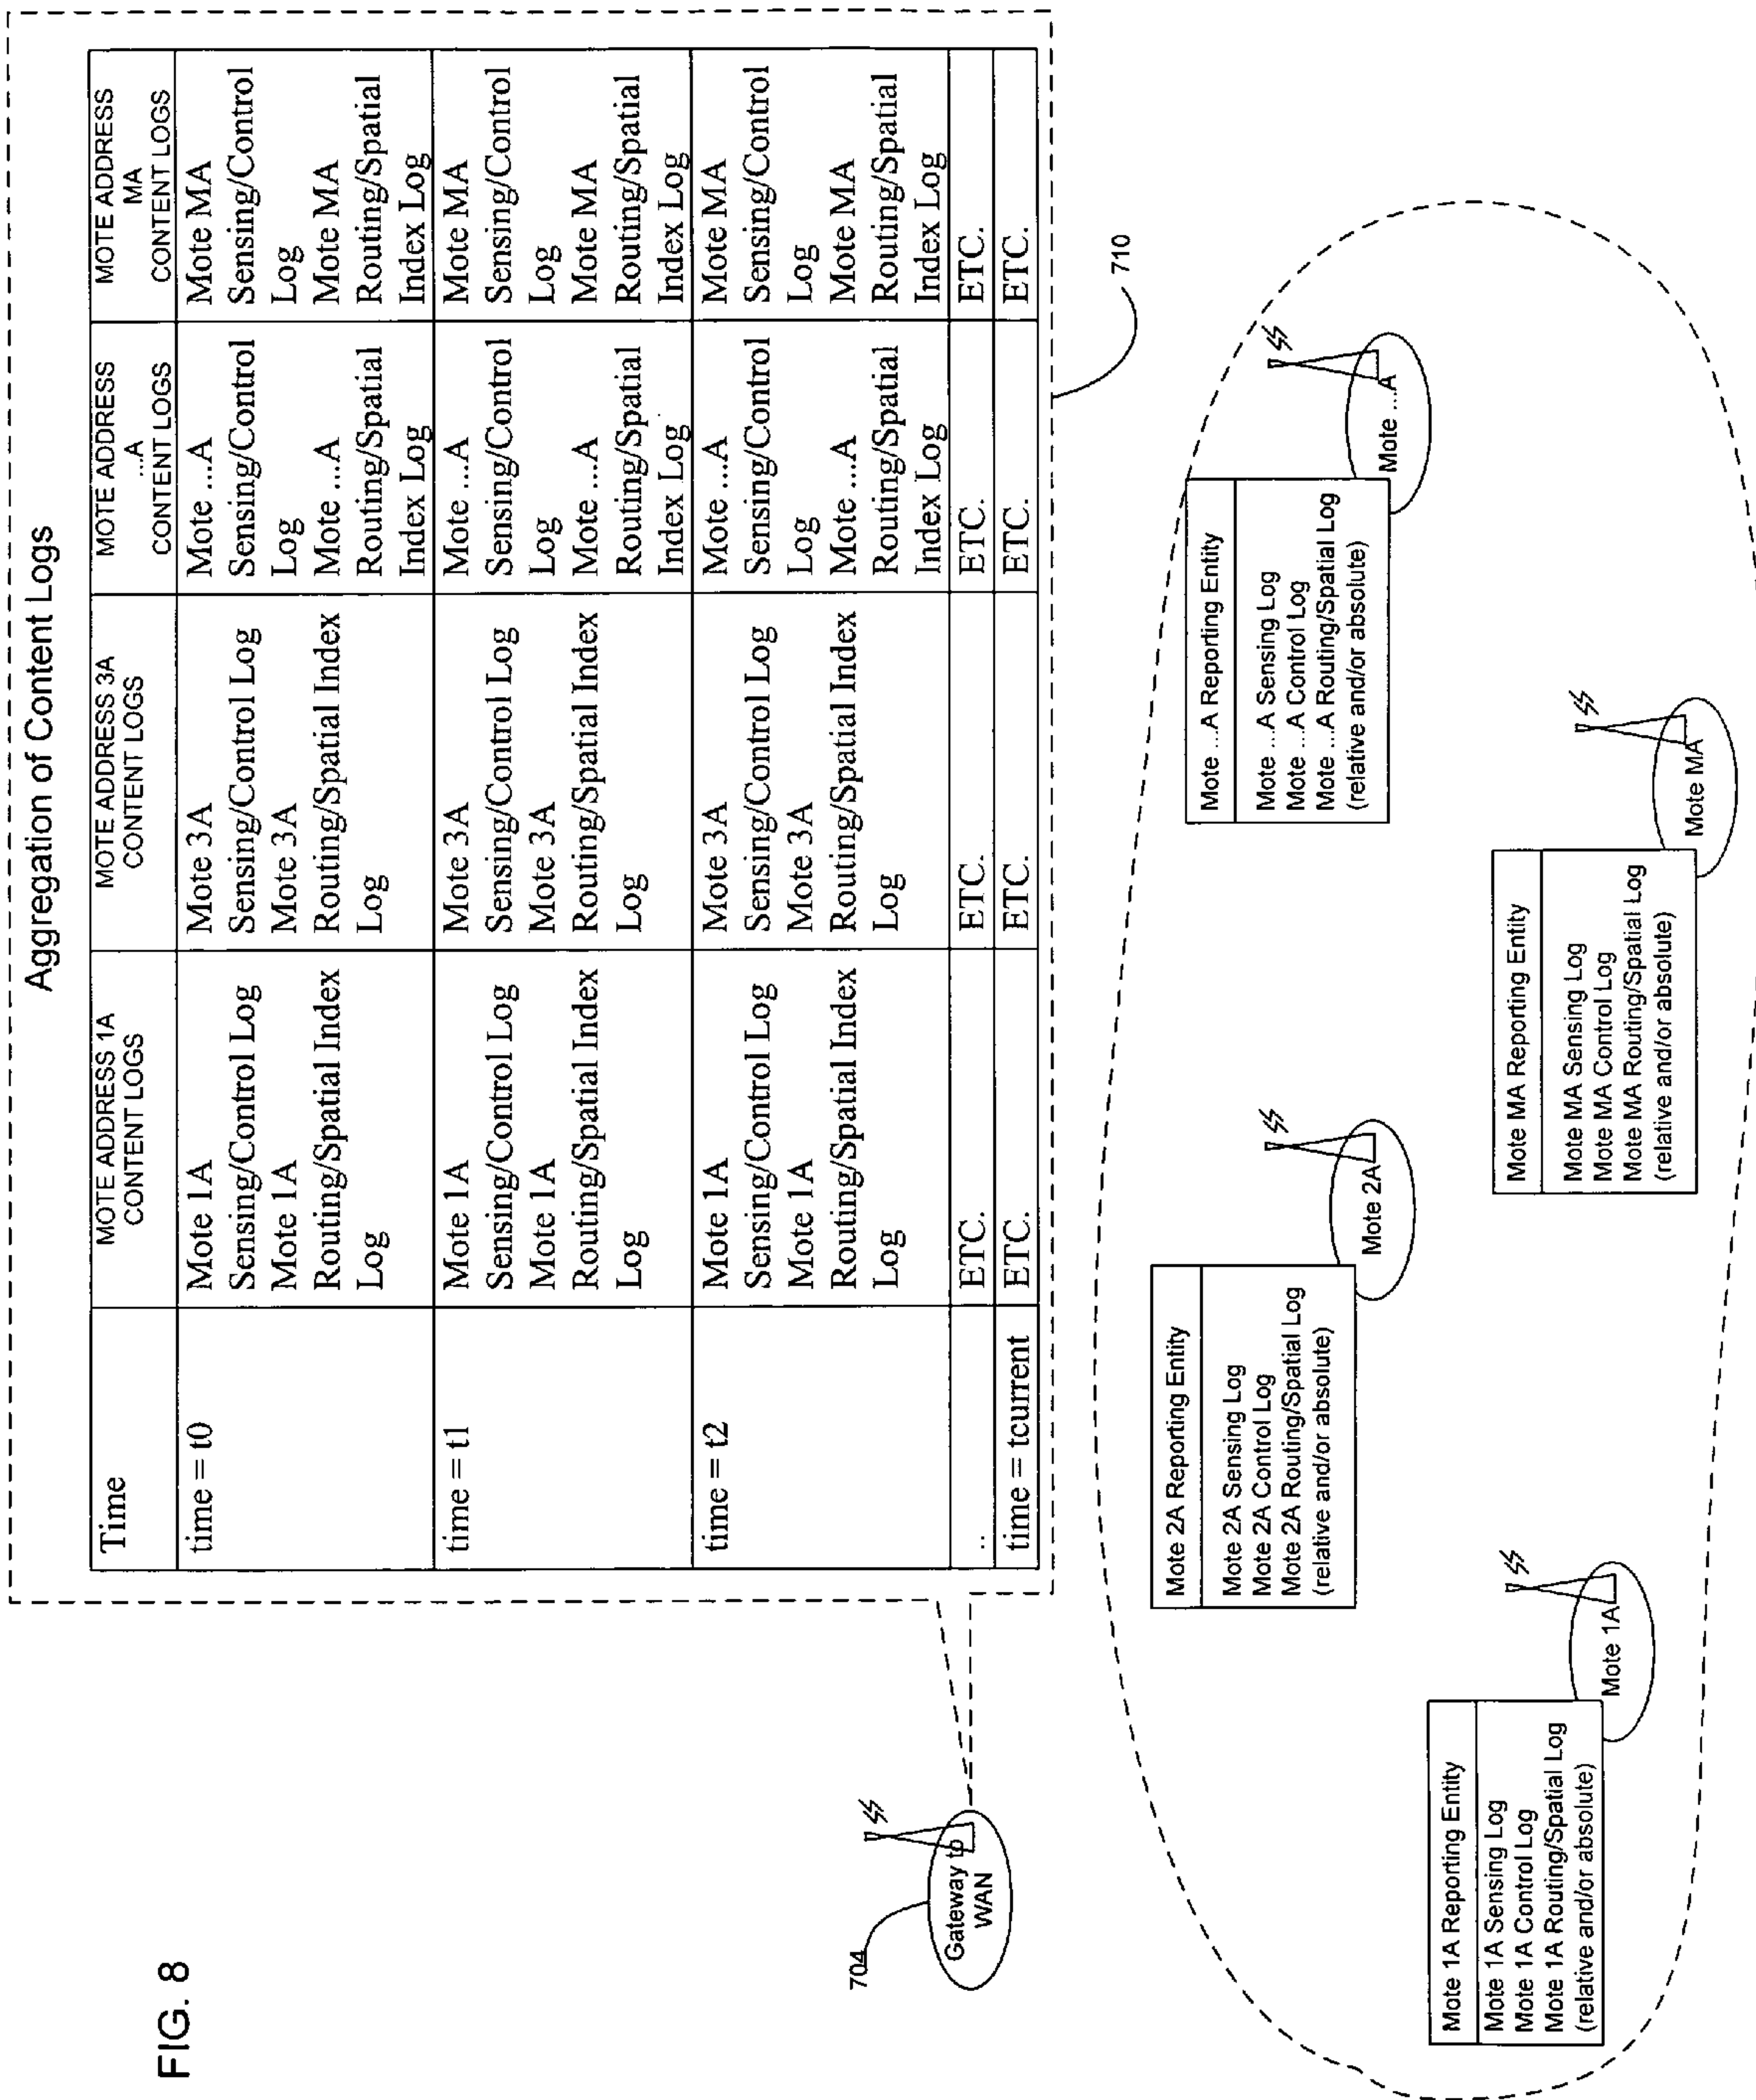 FIG. 8
Aggregation of Content Logs
Time
MOTE ADDRESS 1A
CONTENT LOGS
MOTE ADDRESS 3A
CONTENT LOGS
MOTE ADDRESS
...A
CONTENT LOGS
MOTE ADDRESS
MA
CONTENT LOGS
time = t0
Mote 1A
Sensing/Control Log
Mote 1A
Routing/Spatial Index
Log
Mote 3A
Sensing/Control Log
Mote 3A
Routing/Spatial Index
Log
Mote ...A
Sensing/Control
Log
Mote ...A
Routing/Spatial
Index Log
Mote MA
Sensing/Control
Log
Mote MA
Routing/Spatial
Index Log
time = t1
Mote 1A
Sensing/Control Log
Mote 1A
Routing/Spatial Index
Log
Mote 3A
Sensing/Control Log
Mote 3A
Routing/Spatial Index
Log
Mote ...A
Sensing/Control
Log
Mote ...A
Routing/Spatial
Index Log
Mote MA
Sensing/Control
Log
Mote MA
Routing/Spatial
Index Log
time = t2
Mote 1A
Sensing/Control Log
Mote 1A
Routing/Spatial Index
Log
Mote 3A
Sensing/Control Log
Mote 3A
Routing/Spatial Index
Log
Mote ...A
Sensing/Control
Log
Mote ...A
Routing/Spatial
Index Log
Mote MA
Sensing/Control
Log
Mote MA
Routing/Spatial
Index Log
..
ETC.
ETC.
ETC.
ETC.
time = tcurrent
ETC.
ETC.
ETC.
ETC.
704
Gateway to
WAN
710
Mote 2A Reporting Entity
Mote 2A Sensing Log
Mote 2A Control Log
Mote 2A Routing/Spatial Log
(relative and/or absolute)
Mote 2A
Mote ...A Reporting Entity
Mote ...A Sensing Log
Mote ...A Control Log
Mote ...A Routing/Spatial Log
(relative and/or absolute)
Mote ...A
Mote 1A Reporting Entity
Mote 1A Sensing Log
Mote 1A Control Log
Mote 1A Routing/Spatial Log
(relative and/or absolute)
Mote 1A
Mote MA Reporting Entity
Mote MA Sensing Log
Mote MA Control Log
Mote MA Routing/Spatial Log
(relative and/or absolute)
Mote MA